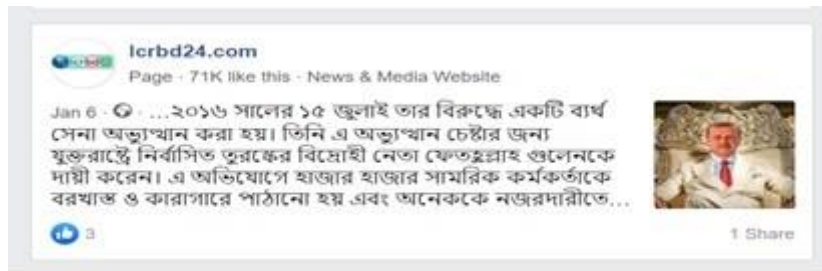 lcrbd24.com
Page · 71K like this · News & Media Website
Jan 6 · … ২০১৬ সালের ১৫ জুলাই তার বিরুদ্ধে একটি ব্যর্থ
সেনা অভ্যুত্থান করা হয়। তিনি এ অভ্যুত্থান চেষ্টার জন্য
যুক্তরাষ্ট্রে নির্বাসিত তুরস্কের বিদ্রোহী নেতা ফেতহুল্লাহ গুলেনকে
দায়ী করেন। এ অভিযোগে হাজার হাজার সামরিক কর্মকর্তাকে
বরখাস্ত ও কারাগারে পাঠানো হয় এবং অনেককে নজরদারীতে…
3
1 Share